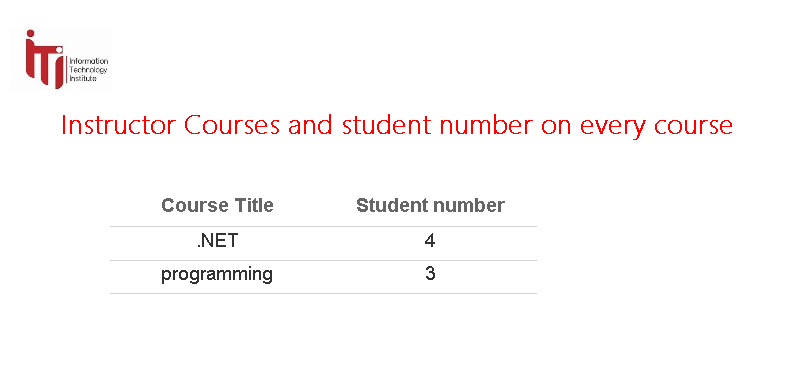 iTi
Information
Technology
Institute
Instructor Courses and student number on every course
Course Title Student number
.NET 4
programming 3